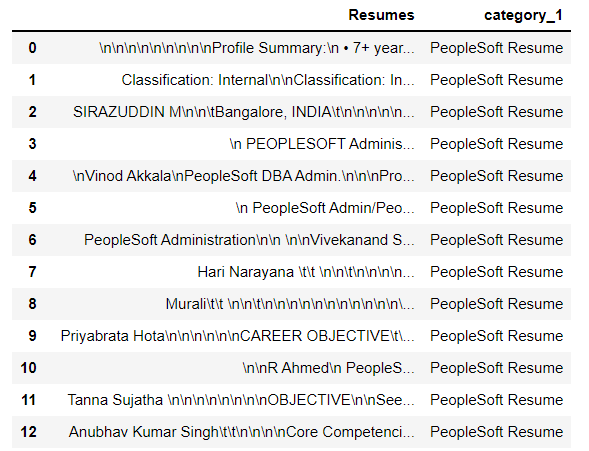 Resumes category_1
0 \n\n\n\n\n\n\n\n\nProfile Summary:\n • 7+ year... PeopleSoft Resume
1 Classification: Internal\n\nClassification: In... PeopleSoft Resume
2 SIRAZUDDIN M\n\n\tBangalore, INDIA\t\n\n\n\n\n... PeopleSoft Resume
3 \n PEOPLESOFT Adminis... PeopleSoft Resume
4 \nVinod Akkala\nPeopleSoft DBA Admin.\n\n\nPro... PeopleSoft Resume
5 \n PeopleSoft Admin/Peo... PeopleSoft Resume
6 PeopleSoft Administration\n\n \n\nVivekanand S... PeopleSoft Resume
7 Hari Narayana \t\t \n\n\t\n\n\n\n... PeopleSoft Resume
8 Murali\t\t \n\n\t\n\n\n\n\n\n\n\n\n\n\... PeopleSoft Resume
9 Priyabrata Hota\n\n\n\n\n\nCAREER OBJECTIVE\t\... PeopleSoft Resume
10 \n\nR Ahmed\n PeopleS... PeopleSoft Resume
11 Tanna Sujatha \n\n\n\n\n\n\n\nOBJECTIVE\n\nSee... PeopleSoft Resume
12 Anubhav Kumar Singh\t\t\n\n\n\nCore Competenci... PeopleSoft Resume